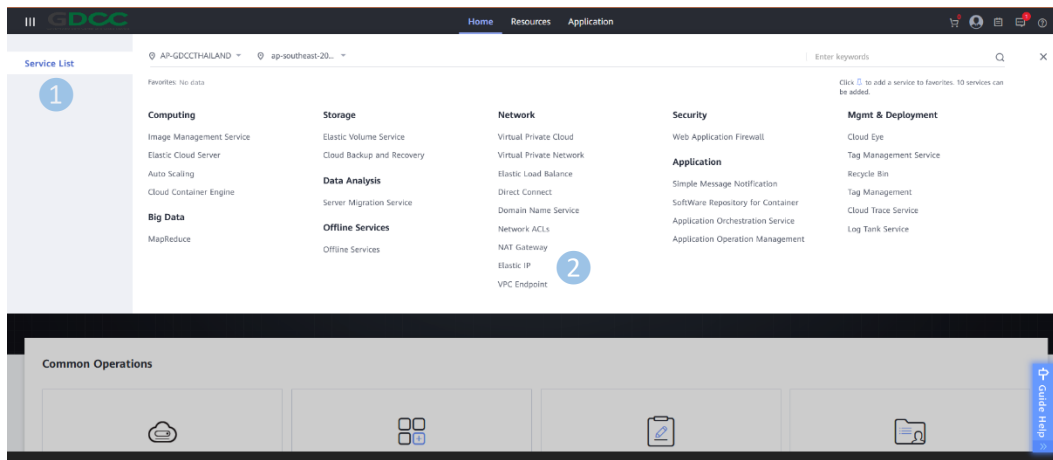 GDCC
Home Resources Application
1
Service List
AP-GDCCTHAILAND ap-southeast-20...
Enter keywords
Favorites: No data
Click to add a service to favorites. 10 services can
be added.
1
Computing
Image Management Service
Elastic Cloud Server
Auto Scaling
Cloud Container Engine
Big Data
MapReduce
Storage
Elastic Volume Service
Cloud Backup and Recovery
Data Analysis
Server Migration Service
Offline Services
Offline Services
Network
Virtual Private Cloud
Virtual Private Network
Elastic Load Balance
Direct Connect
Domain Name Service
Network ACLs
NAT Gateway
Elastic IP
2
VPC Endpoint
Security
Web Application Firewall
Application
Simple Message Notification
SoftWare Repository for Container
Application Orchestration Service
Application Operation Management
Mgmt & Deployment
Cloud Eye
Tag Management Service
Recycle Bin
Tag Management
Cloud Trace Service
Log Tank Service
Common Operations
Guide Help